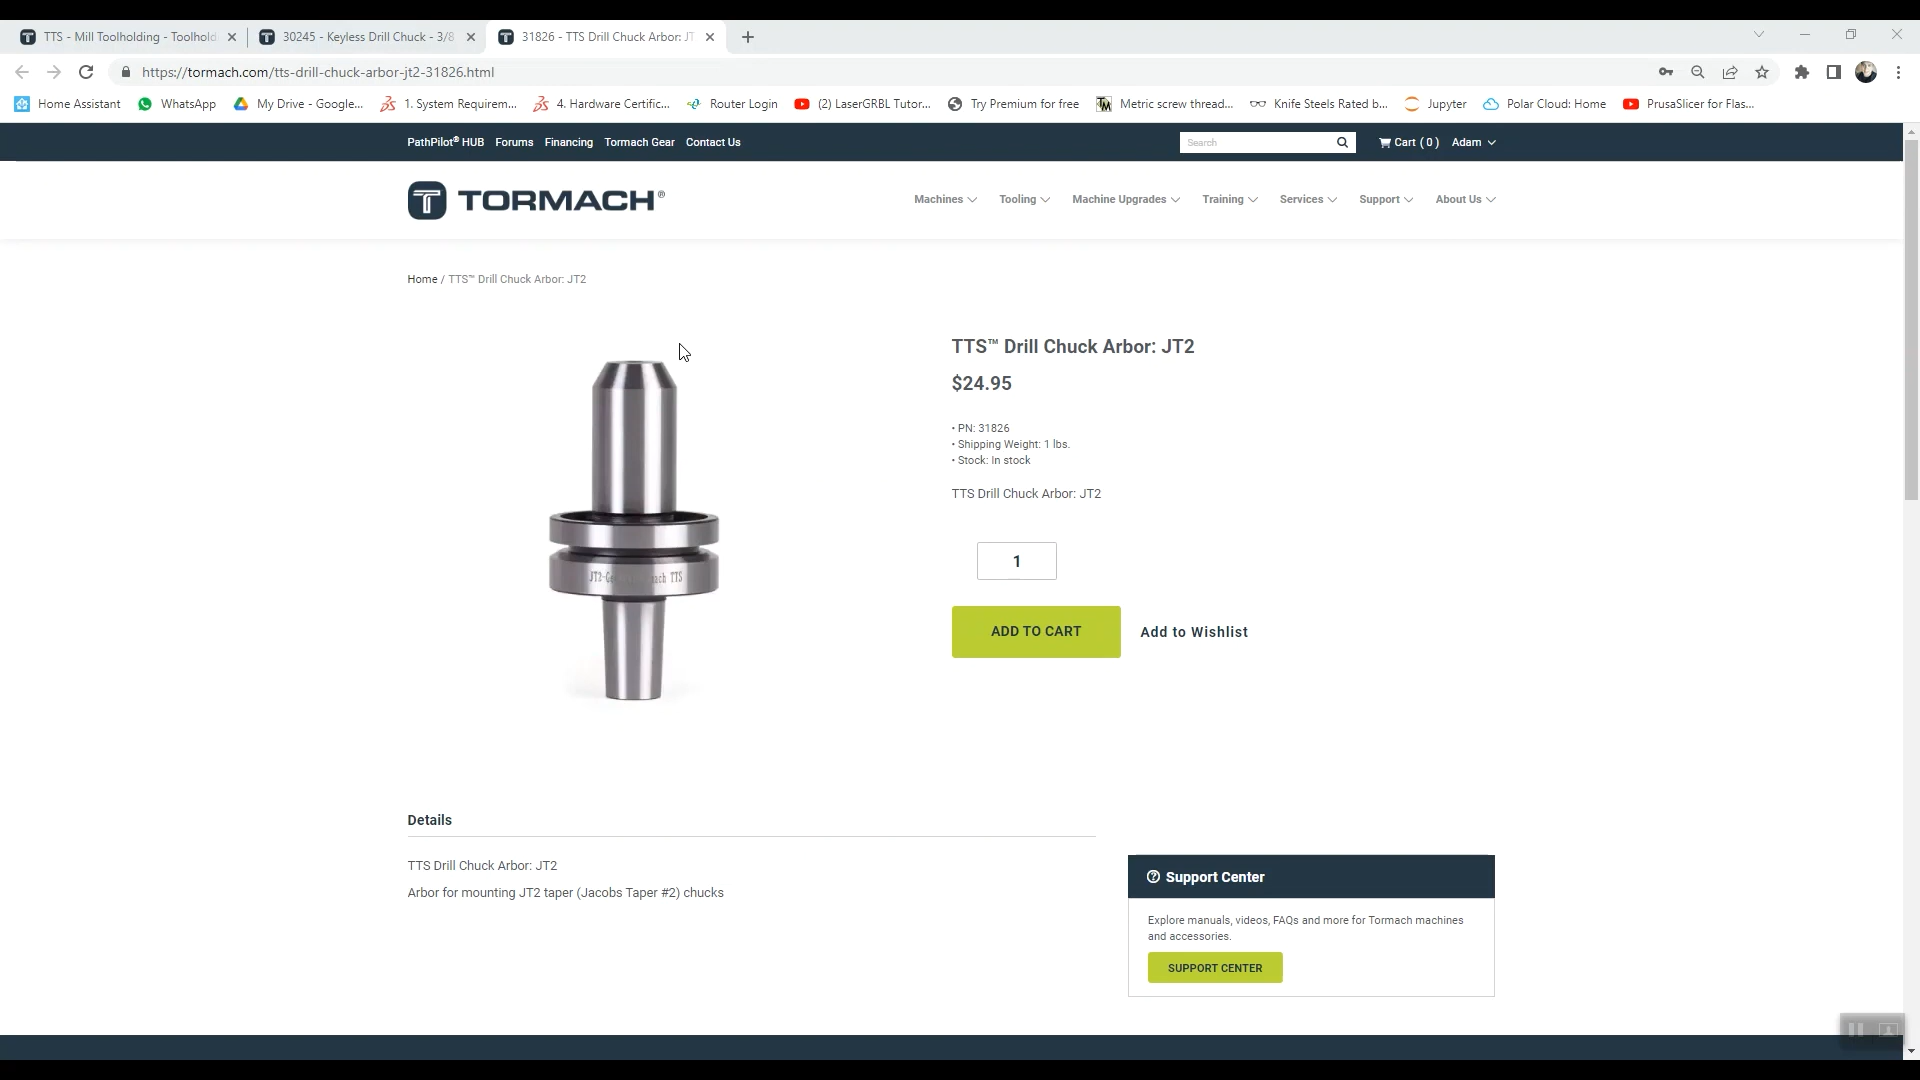 TTS - Mill Toolholding - Toolhold
30245 - Keyless Drill Chuck - 3/8
31826 - TTS Drill Chuck Arbor: JT
https://tormach.com/tts-drill-chuck-arbor-jt2-31826.html
Home Assistant
WhatsApp
My Drive - Google...
1. System Requirem...
4. Hardware Certific...
Router Login
(2) LaserGRBL Tutor...
Try Premium for free
Metric screw thread...
Knife Steels Rated b...
Jupyter
Polar Cloud: Home
PrusaSlicer for Flas...
PathPilot® HUB Forums Financing Tormach Gear Contact Us
Search
Cart ( 0 ) Adam
TORMACH®
Machines Tooling Machine Upgrades Training Services Support About Us
Home / TTS™ Drill Chuck Arbor: JT2
TTS™ Drill Chuck Arbor: JT2
$24.95
• PN: 31826
• Shipping Weight: 1 lbs.
• Stock: In stock
TTS Drill Chuck Arbor: JT2
1
ADD TO CART
Add to Wishlist
TTS
Details
TTS Drill Chuck Arbor: JT2
Arbor for mounting JT2 taper (Jacobs Taper #2) chucks
Support Center
Explore manuals, videos, FAQs and more for Tormach machines
and accessories.
SUPPORT CENTER